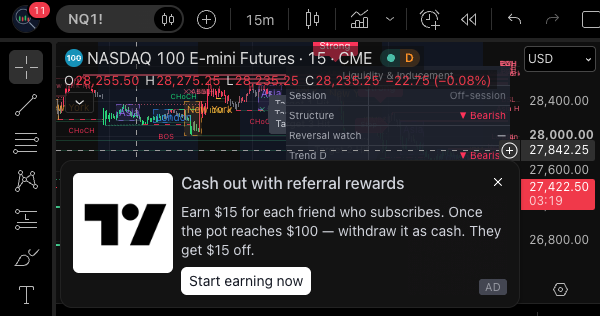 11
NQ1!
15m
NASDAQ 100 E-mini Futures · 15 · CME
D
USD
O28,255.50 H28,275.25 L28,235.25 C28,235.25 −22.75 (−0.08%)
Strong
Liquidity & Inducement
Session Off-session
Structure ▼ Bearish
Reversal watch —
Trend D ▼ Bearish
CHoCH
New York
BOS
28,400.00
28,000.00
27,842.25
27,600.00
27,422.50
03:19
26,800.00
Cash out with referral rewards
Earn $15 for each friend who subscribes. Once
the pot reaches $100 — withdraw it as cash. They
get $15 off.
Start earning now
AD